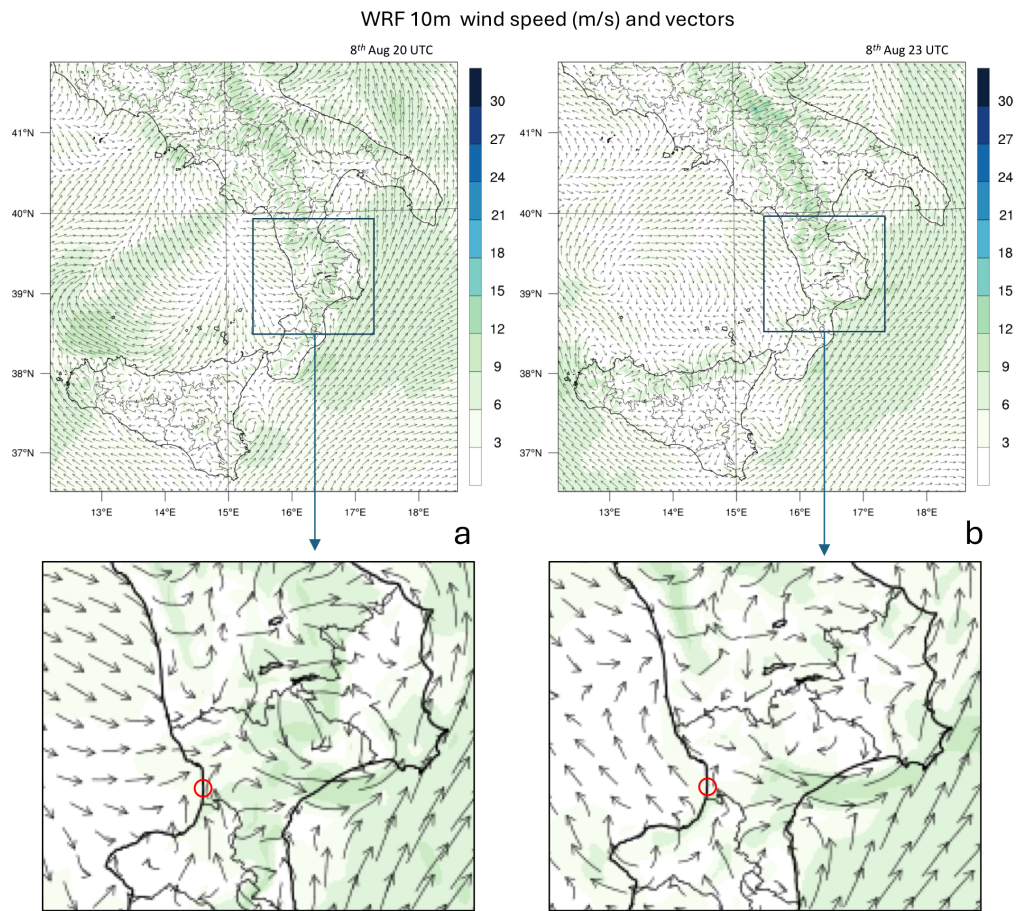 WRF 10m wind speed (m/s) and vectors
8th Aug 20 UTC
8th Aug 23 UTC
41°N
40°N
39°N
38°N
37°N
13°E
14°E
15°E
16°E
17°E
18°E
30
27
24
21
18
15
12
9
6
3
41°N
40°N
39°N
38°N
37°N
13°E
14°E
15°E
16°E
17°E
18°E
30
27
24
21
18
15
12
9
6
3
a
b